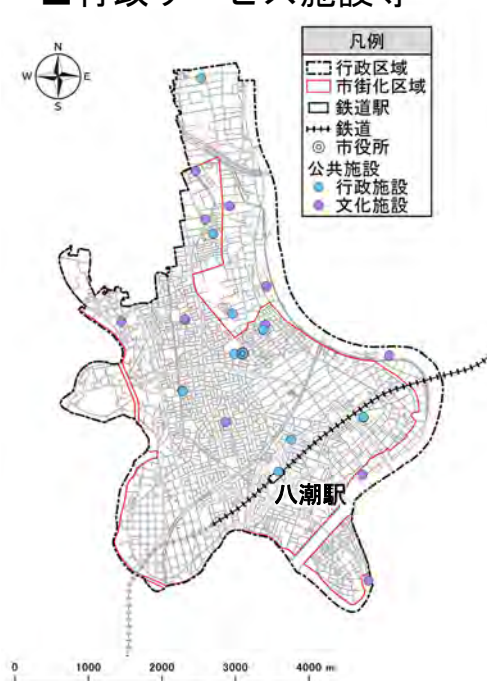 ■行政サービス施設等
N
W E
S
凡例
行政区域
市街化区域
鉄道駅
鉄道
市役所
公共施設
行政施設
文化施設
八潮駅
0 1000 2000 3000 4000 m